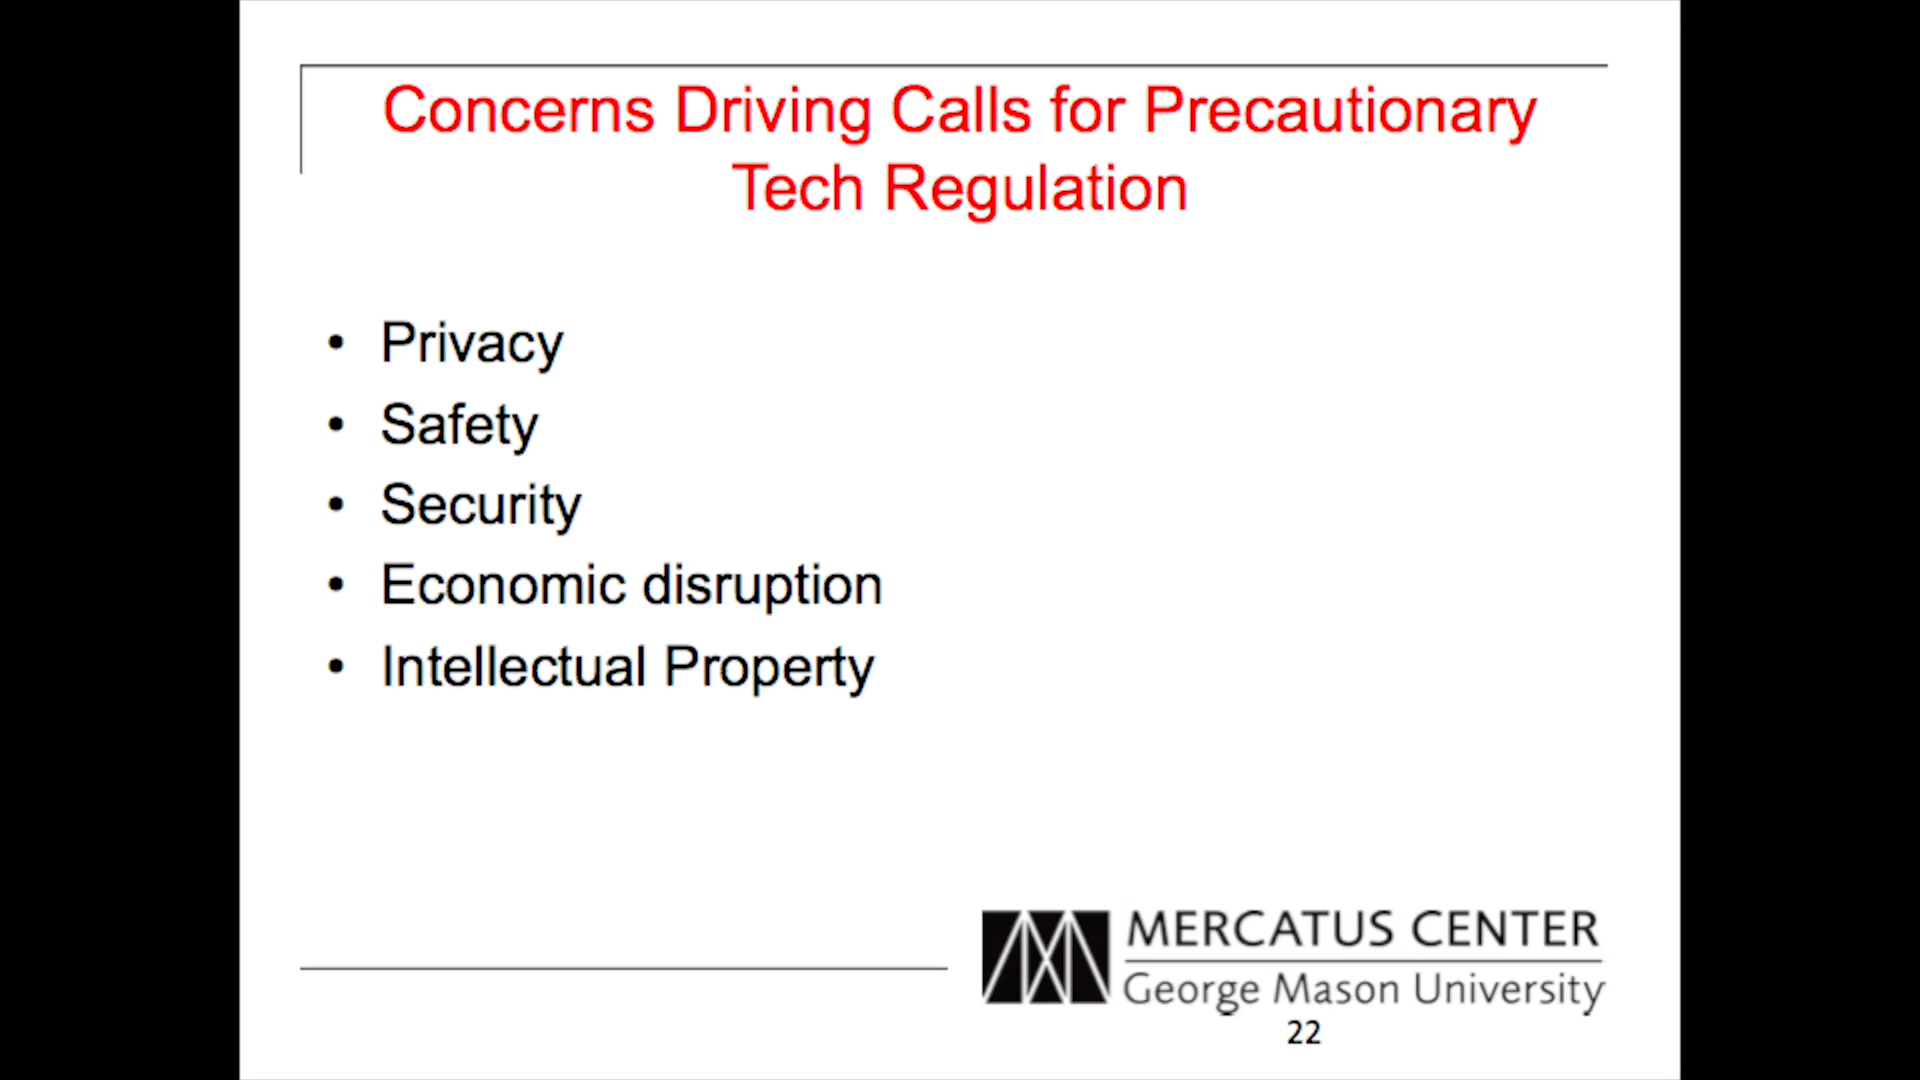 Concerns Driving Calls for Precautionary
Tech Regulation
• Privacy
• Safety
• Security
• Economic disruption
• Intellectual Property
MERCATUS CENTER
George Mason University
22